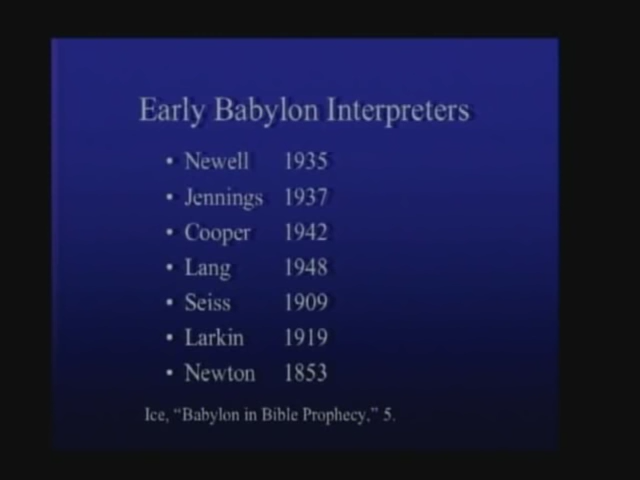 Early Babylon Interpreters
• Newell 1935
• Jennings 1937
• Cooper 1942
• Lang 1948
• Seiss 1909
• Larkin 1919
• Newton 1853
Ice, “Babylon in Bible Prophecy,” 5.